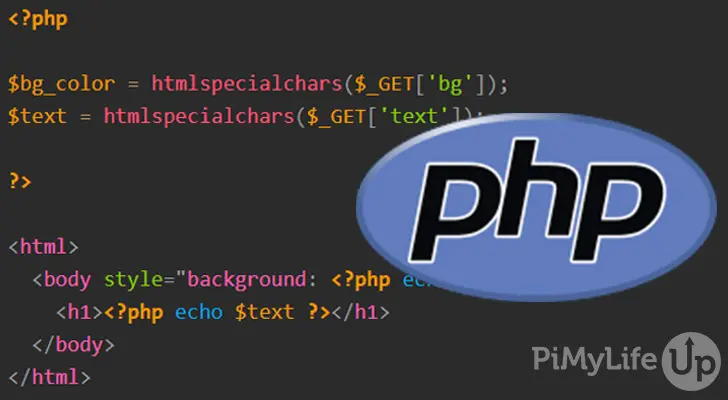 <?php
$bg_color = htmlspecialchars($_GET['bg']);
$text = htmlspecialchars($_GET['text']);
?>
<html>
<body style="background: <?php
<h1><?php echo $text ?></h1>
</body>
</html>
php
PiMyLifeUp